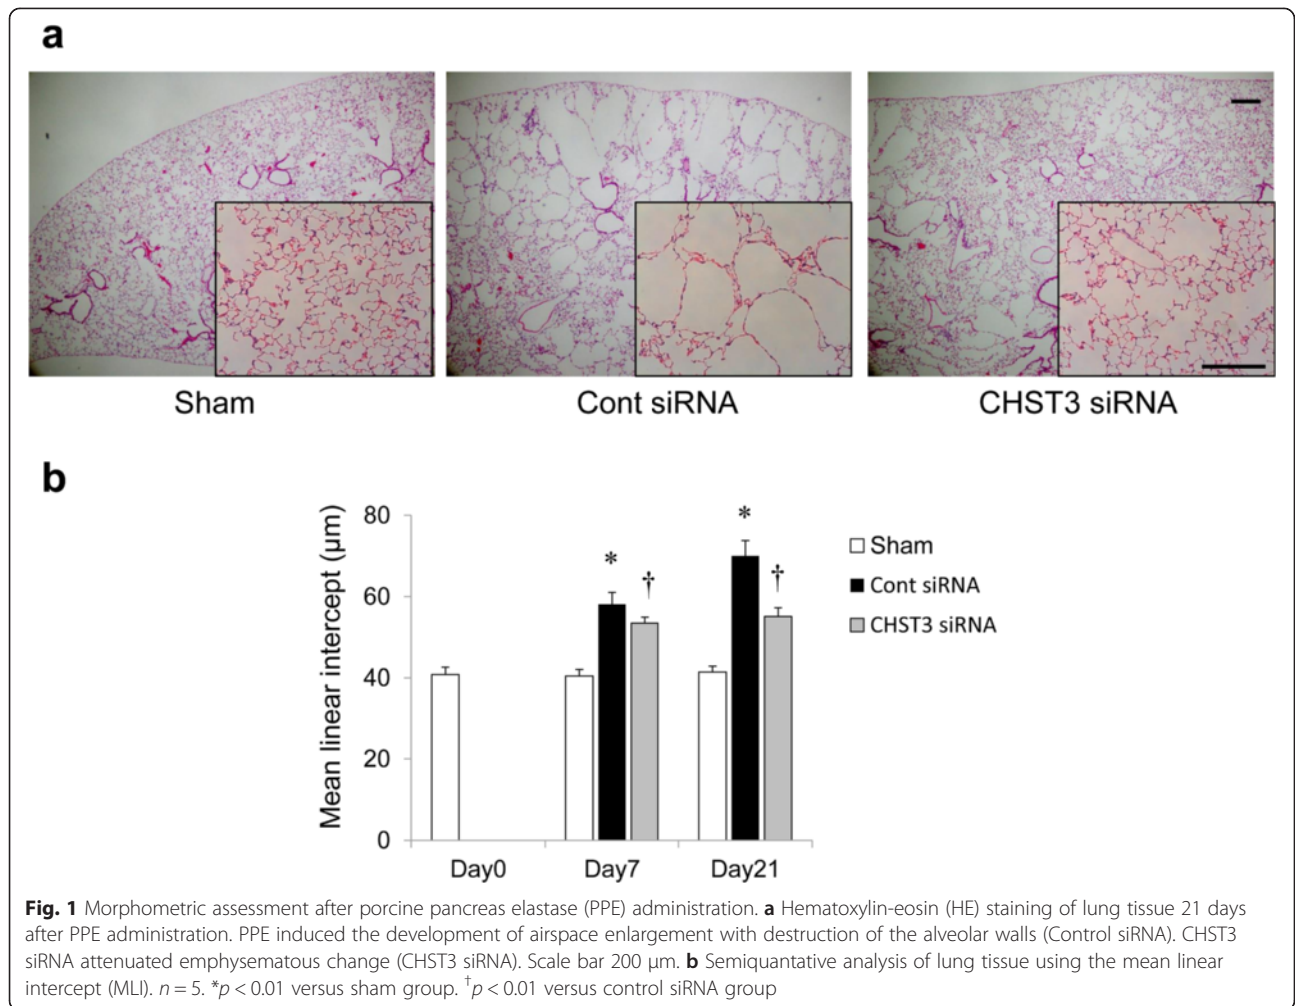 a
Sham
Cont siRNA
CHST3 siRNA
b
Mean linear intercept (μm)
80
60
40
20
0
*
†
*
†
Day0
Day7
Day21
Sham
Cont siRNA
CHST3 siRNA
Fig. 1 Morphometric assessment after porcine pancreas elastase (PPE) administration. a Hematoxylin-eosin (HE) staining of lung tissue 21 days
after PPE administration. PPE induced the development of airspace enlargement with destruction of the alveolar walls (Control siRNA). CHST3
siRNA attenuated emphysematous change (CHST3 siRNA). Scale bar 200 μm. b Semiquantative analysis of lung tissue using the mean linear
intercept (MLI). n = 5. *p < 0.01 versus sham group. †p < 0.01 versus control siRNA group